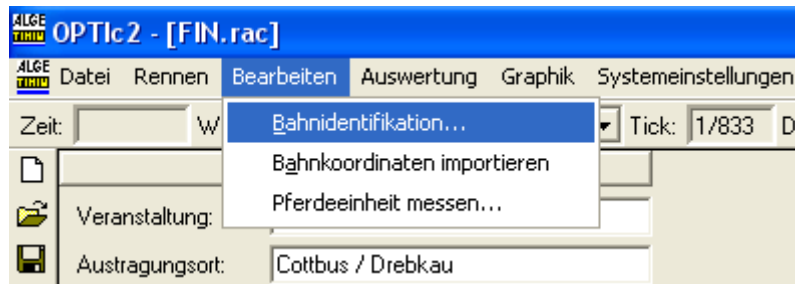 ALGE TIMING OPTIc2 - [FIN.rac]
ALGE TIMING Datei Rennen Bearbeiten Auswertung Graphik Systemeinstellungen
Zeit: W Bahnidentifikation... Tick: 1/833 D
Bahnkoordinaten importieren
Pferdeeinheit messen...
Veranstaltung:
Austragungsort: Cottbus / Drebkau